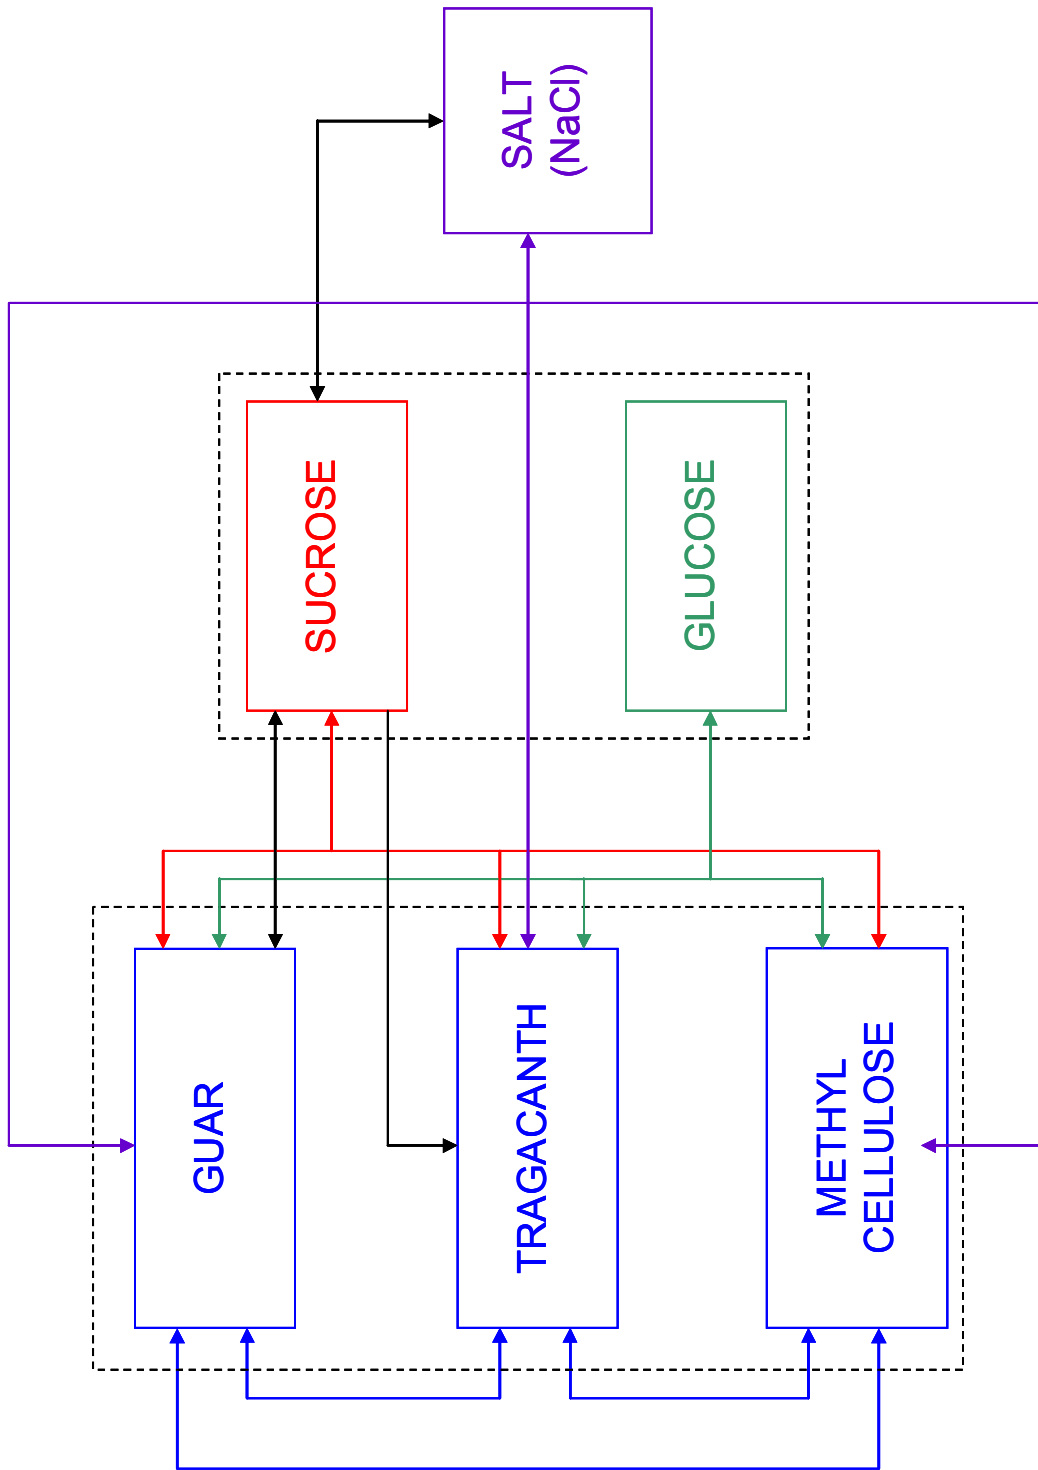 SALT
(NaCl)
SUCROSE
GLUCOSE
GUAR
TRAGACANTH
METHYL
CELLULOSE